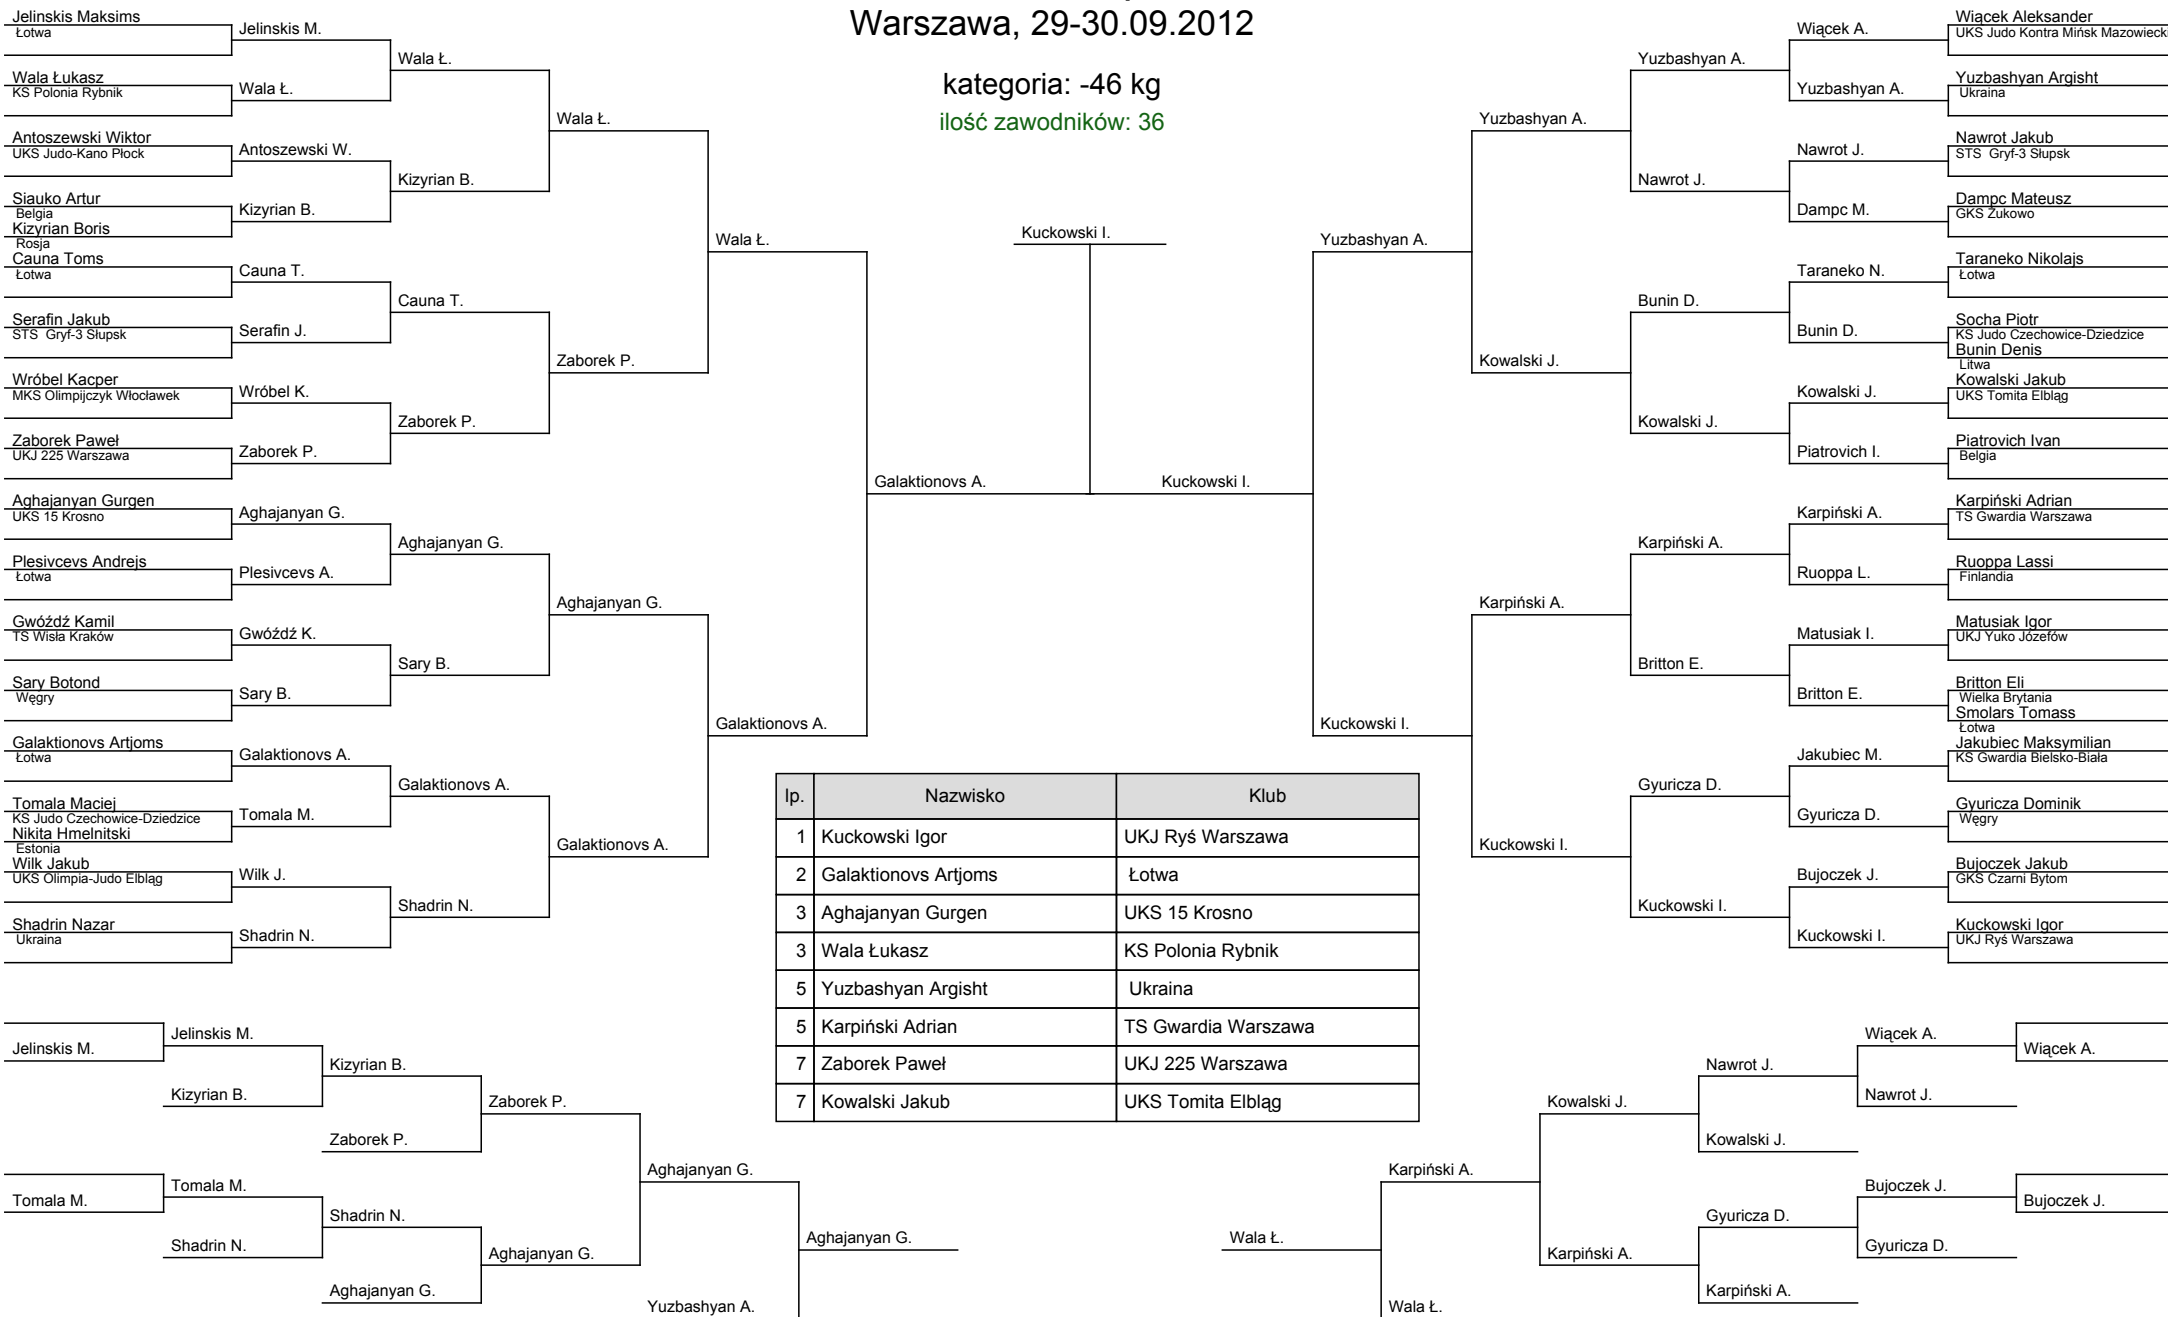 Warszawa, 29-30.09.2012
kategoria: -46 kg
ilość zawodników: 36
Jelinskis Maksims
Łotwa
Wala Łukasz
KS Polonia Rybnik
Antoszewski Wiktor
UKS Judo-Kano Płock
Siauko Artur
Belgia
Kizyrian Boris
Rosja
Cauna Toms
Łotwa
Serafin Jakub
STS Gryf-3 Słupsk
Wróbel Kacper
MKS Olimpijczyk Włocławek
Zaborek Paweł
UKJ 225 Warszawa
Aghajanyan Gurgen
UKS 15 Krosno
Plesivcevs Andrejs
Łotwa
Gwóźdź Kamil
TS Wisła Kraków
Sary Botond
Węgry
Galaktionovs Artjoms
Łotwa
Tomala Maciej
KS Judo Czechowice-Dziedzice
Nikita Hmelnitski
Estonia
Wilk Jakub
UKS Olimpia-Judo Elbląg
Shadrin Nazar
Ukraina
Jelinskis M.
Wala Ł.
Antoszewski W.
Kizyrian B.
Cauna T.
Serafin J.
Wróbel K.
Zaborek P.
Aghajanyan G.
Plesivcevs A.
Gwóźdź K.
Sary B.
Galaktionovs A.
Tomala M.
Wilk J.
Shadrin N.
Wala Ł.
Kizyrian B.
Cauna T.
Zaborek P.
Aghajanyan G.
Sary B.
Galaktionovs A.
Shadrin N.
Wala Ł.
Zaborek P.
Aghajanyan G.
Galaktionovs A.
Wala Ł.
Galaktionovs A.
Galaktionovs A.
Kuckowski I.
Kuckowski I.
Yuzbashyan A.
Kuckowski I.
Yuzbashyan A.
Kowalski J.
Karpiński A.
Kuckowski I.
Yuzbashyan A.
Nawrot J.
Bunin D.
Kowalski J.
Karpiński A.
Britton E.
Gyuricza D.
Kuckowski I.
Wiącek A.
Yuzbashyan A.
Nawrot J.
Dampc M.
Taraneko N.
Bunin D.
Kowalski J.
Piatrovich I.
Karpiński A.
Ruoppa L.
Matusiak I.
Britton E.
Jakubiec M.
Gyuricza D.
Bujoczek J.
Kuckowski I.
Wiącek Aleksander
UKS Judo Kontra Mińsk Mazowiecki
Yuzbashyan Argisht
Ukraina
Nawrot Jakub
STS Gryf-3 Słupsk
Dampc Mateusz
GKS Żukowo
Taraneko Nikolajs
Łotwa
Socha Piotr
KS Judo Czechowice-Dziedzice
Bunin Denis
Litwa
Kowalski Jakub
UKS Tomita Elbląg
Piatrovich Ivan
Belgia
Karpiński Adrian
TS Gwardia Warszawa
Ruoppa Lassi
Finlandia
Matusiak Igor
UKJ Yuko Józefów
Britton Eli
Wielka Brytania
Smolars Tomass
Łotwa
Jakubiec Maksymilian
KS Gwardia Bielsko-Biała
Gyuricza Dominik
Węgry
Bujoczek Jakub
GKS Czarni Bytom
Kuckowski Igor
UKJ Ryś Warszawa
lp. Nazwisko Klub
1 Kuckowski Igor UKJ Ryś Warszawa
2 Galaktionovs Artjoms Łotwa
3 Aghajanyan Gurgen UKS 15 Krosno
3 Wala Łukasz KS Polonia Rybnik
5 Yuzbashyan Argisht Ukraina
5 Karpiński Adrian TS Gwardia Warszawa
7 Zaborek Paweł UKJ 225 Warszawa
7 Kowalski Jakub UKS Tomita Elbląg
Jelinskis M.
Tomala M.
Jelinskis M.
Kizyrian B.
Tomala M.
Shadrin N.
Kizyrian B.
Zaborek P.
Shadrin N.
Aghajanyan G.
Zaborek P.
Aghajanyan G.
Aghajanyan G.
Yuzbashyan A.
Aghajanyan G.
Wala Ł.
Karpiński A.
Wala Ł.
Kowalski J.
Karpiński A.
Nawrot J.
Kowalski J.
Gyuricza D.
Karpiński A.
Wiącek A.
Nawrot J.
Bujoczek J.
Gyuricza D.
Wiącek A.
Bujoczek J.